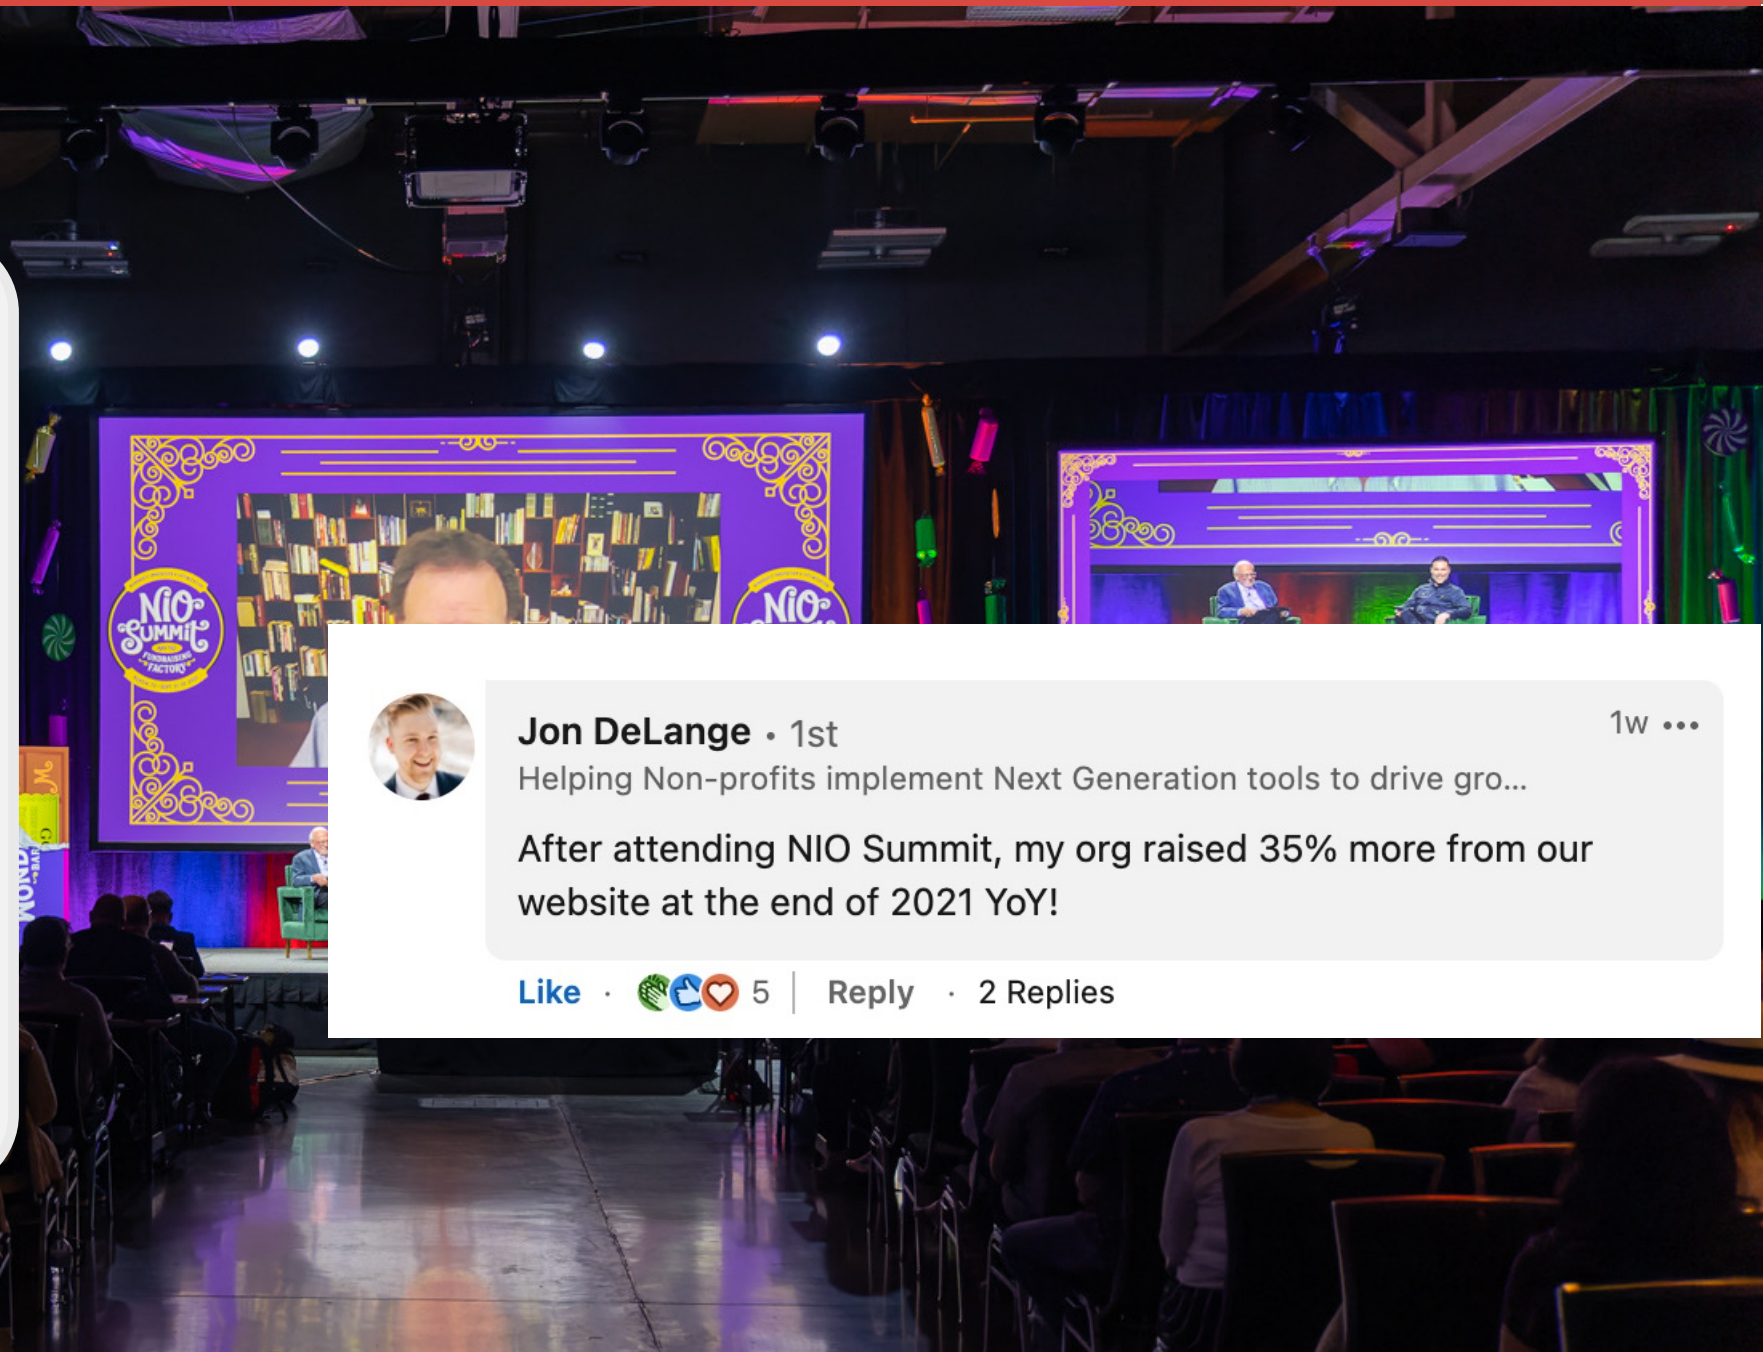 NiO
SUMMiT
FUNDRAISING
FACTORY
NiO
Jon DeLange • 1st
1w •••
Helping Non-profits implement Next Generation tools to drive gro...
After attending NIO Summit, my org raised 35% more from our
website at the end of 2021 YoY!
Like · 5 | Reply · 2 Replies